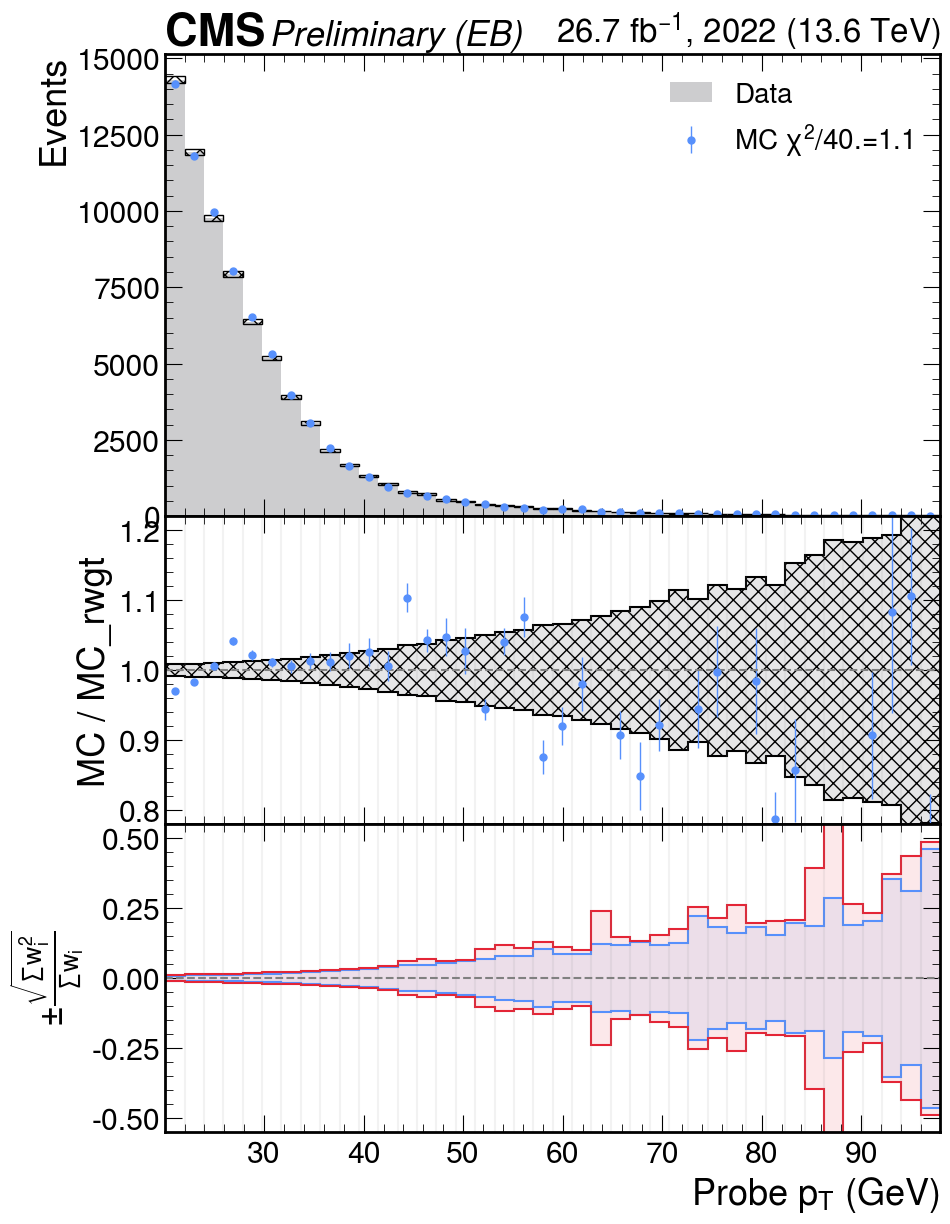 CMS Preliminary (EB) 26.7 fb⁻¹, 2022 (13.6 TeV)
Events
15000
12500
10000
7500
5000
2500
0
Data
MC χ²/40.=1.1
MC / MC_rwgt
1.2
1.1
1.0
0.9
0.8
±√Σwᵢ²/Σwᵢ
0.50
0.25
0.00
-0.25
-0.50
30 40 50 60 70 80 90
Probe p_T (GeV)